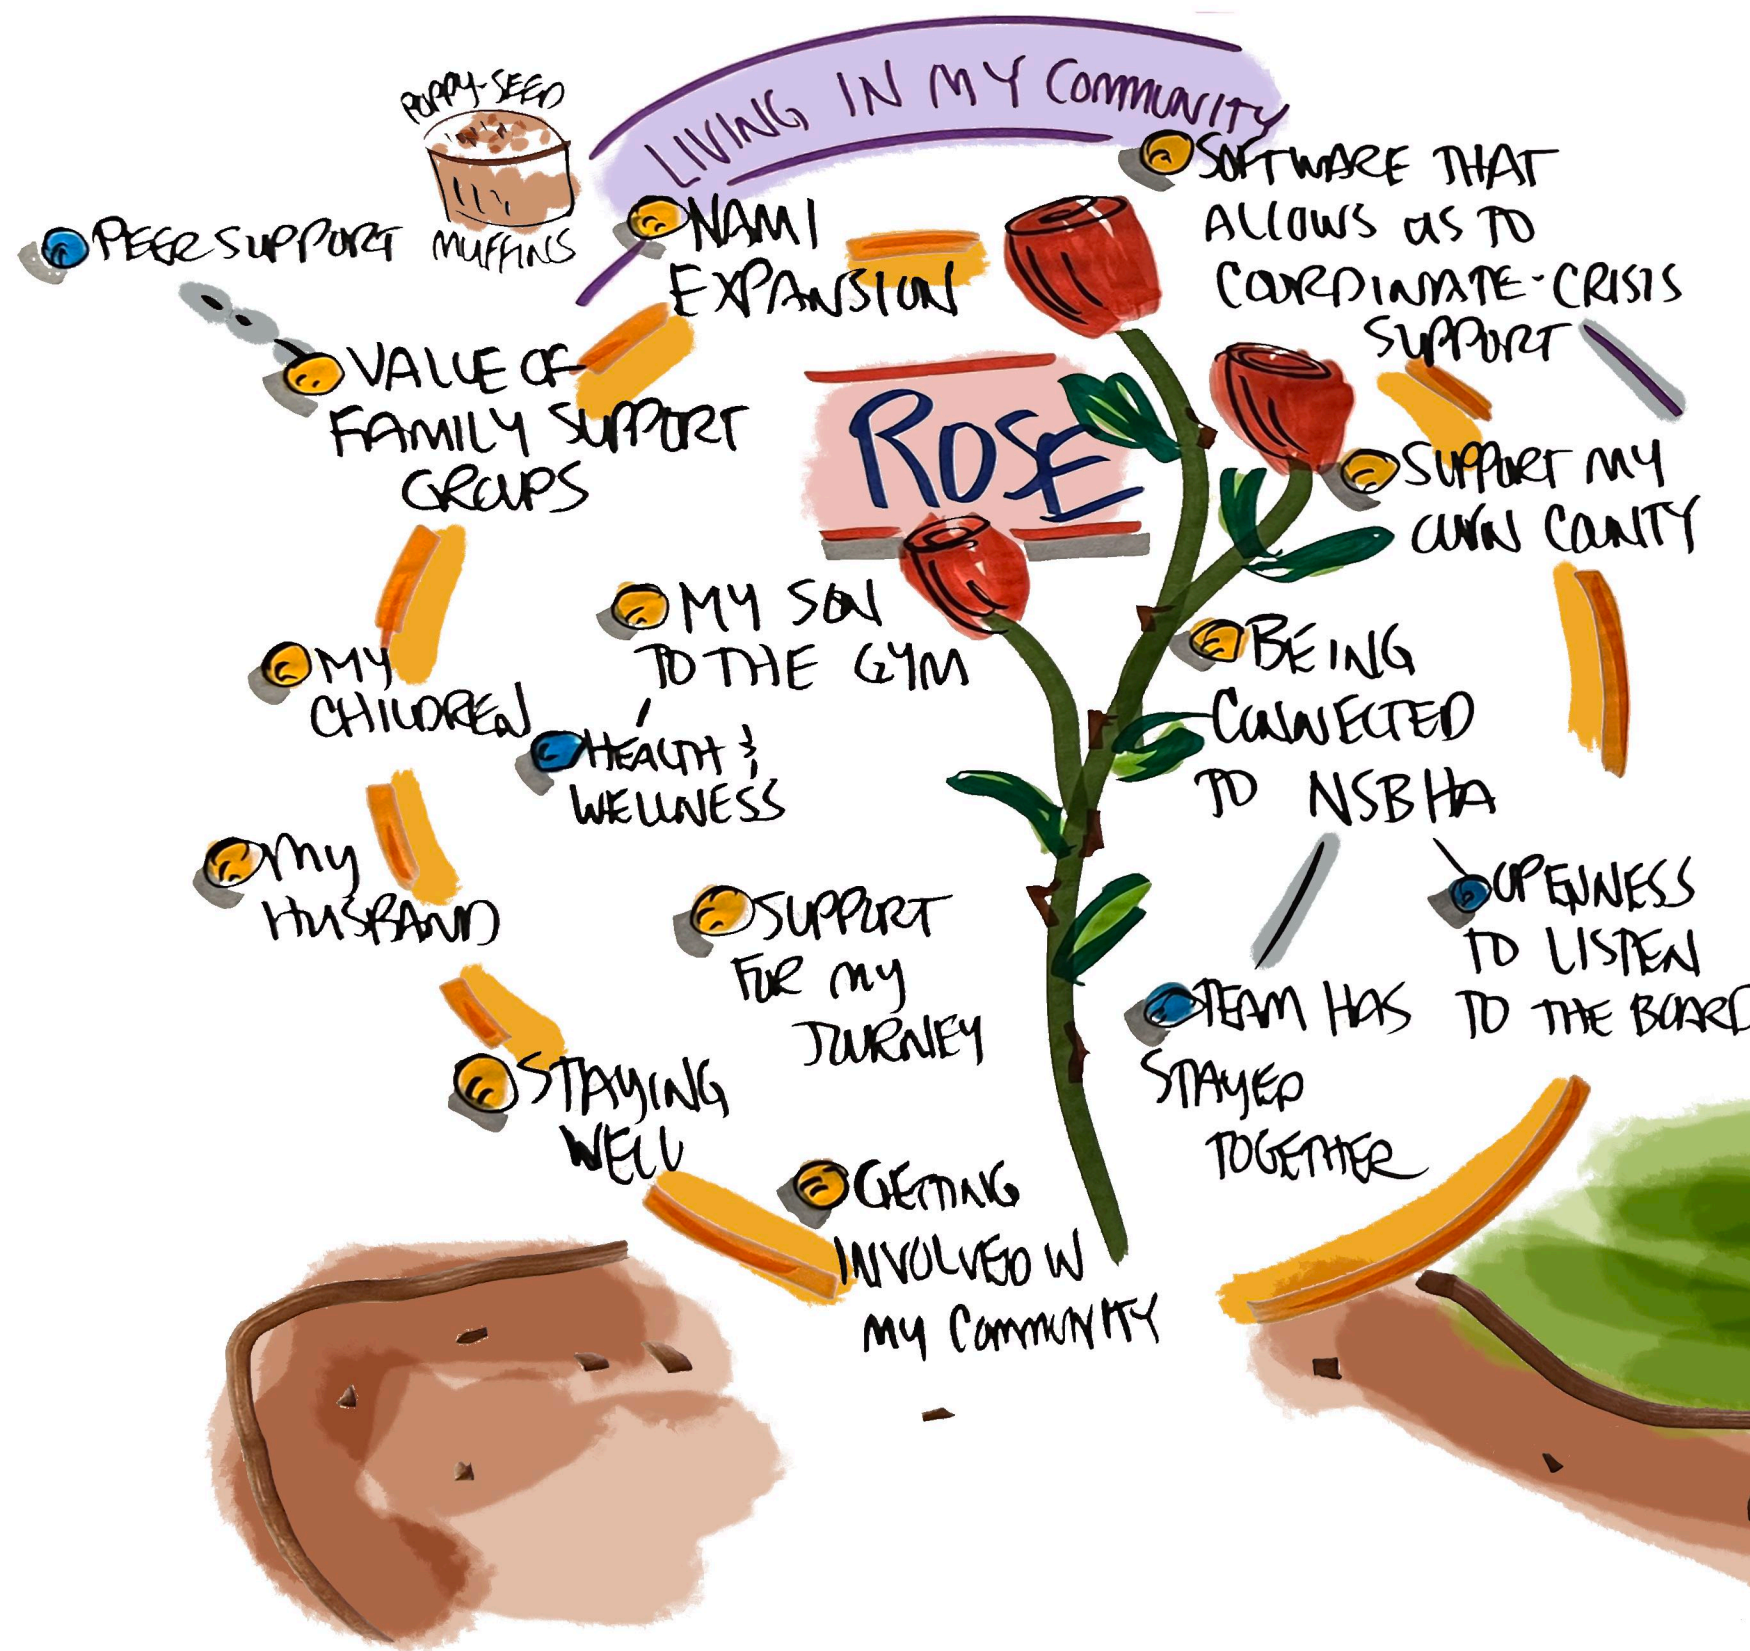 LIVING IN MY COMMUNITY
POPPY-SEED
MUFFINS
PEER SUPPORT
NAMI
EXPANSION
SOFTWARE THAT
ALLOWS US TO
COORDINATE-CRISIS
SUPPORT
VALUE OF
FAMILY SUPPORT
GROUPS
ROSE
SUPPORT MY
OWN COUNTY
MY SON
TO THE GYM
HEALTH &
WELLNESS
MY
CHILDREN
BEING
CONNECTED
TO NSBHA
MY
HUSBAND
SUPPORT
FOR MY
JOURNEY
OPENNESS
TO LISTEN
TO THE BOARD
TEAM HAS
STAYED
TOGETHER
STAYING
WELL
GETTING
INVOLVED IN
MY COMMUNITY